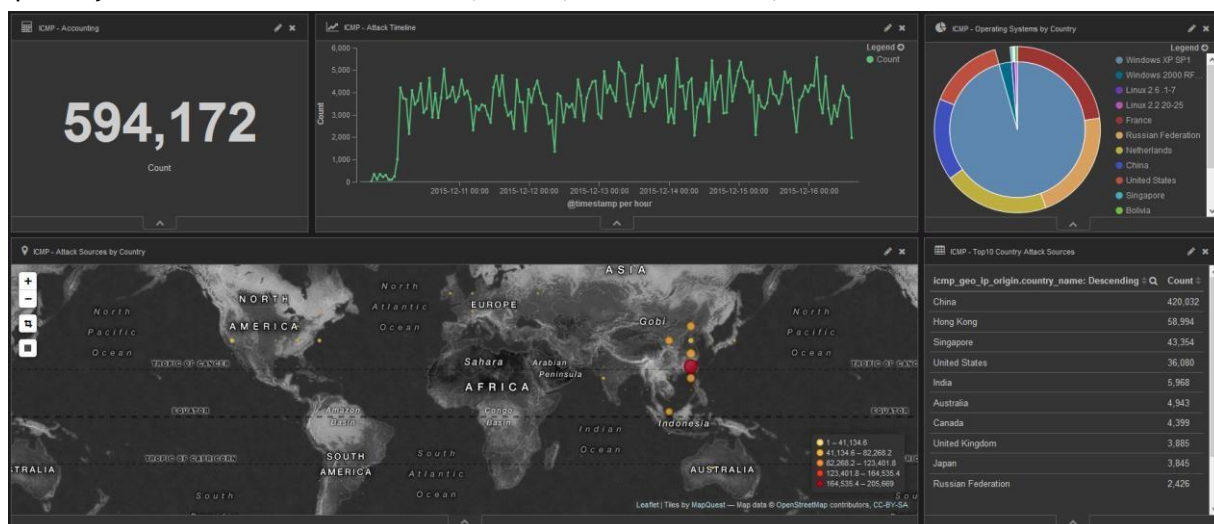 ICMP - Accounting
594,172
Count
ICMP - Attack Timeline
Legend
Count
6,000
5,000
4,000
3,000
2,000
1,000
0
Count
2015-12-11 00:00 2015-12-12 00:00 2015-12-13 00:00 2015-12-14 00:00 2015-12-15 00:00 2015-12-16 00:00
@timestamp per hour
ICMP - Operating Systems by Country
Legend
Windows XP SP1
Windows 2000 RF...
Linux 2.6 .1-7
Linux 2.2 20-25
France
Russian Federation
Netherlands
China
United States
Singapore
Bolivia
ICMP - Attack Sources by Country
+
−
ASIA
North
Atlantic
Ocean
NORTH
AMERICA
EUROPE
Gobi
North
Pacific
Ocean
North
Pacific
Ocean
TROPIC OF CANCER
Sahara
Arabian
Peninsula
AFRICA
EQUATOR
Amazon
Basin
Congo
Basin
Indian
Ocean
Indonesia
EQUATOR
SOUTH
AMERICA
TROPIC OF CAPRICORN
South
Atlantic
Ocean
AUSTRALIA
TRALIA
South
1 – 41,134.6
41,134.6 – 82,268.2
82,268.2 – 123,401.8
123,401.8 – 164,535.4
164,535.4 – 205,669
Leaflet | Tiles by MapQuest — Map data © OpenStreetMap contributors, CC-BY-SA
ICMP - Top10 Country Attack Sources
icmp_geo_ip_origin.country_name: Descending Count
China 420,032
Hong Kong 58,994
Singapore 43,354
United States 36,080
India 5,968
Australia 4,943
Canada 4,399
United Kingdom 3,885
Japan 3,845
Russian Federation 2,426